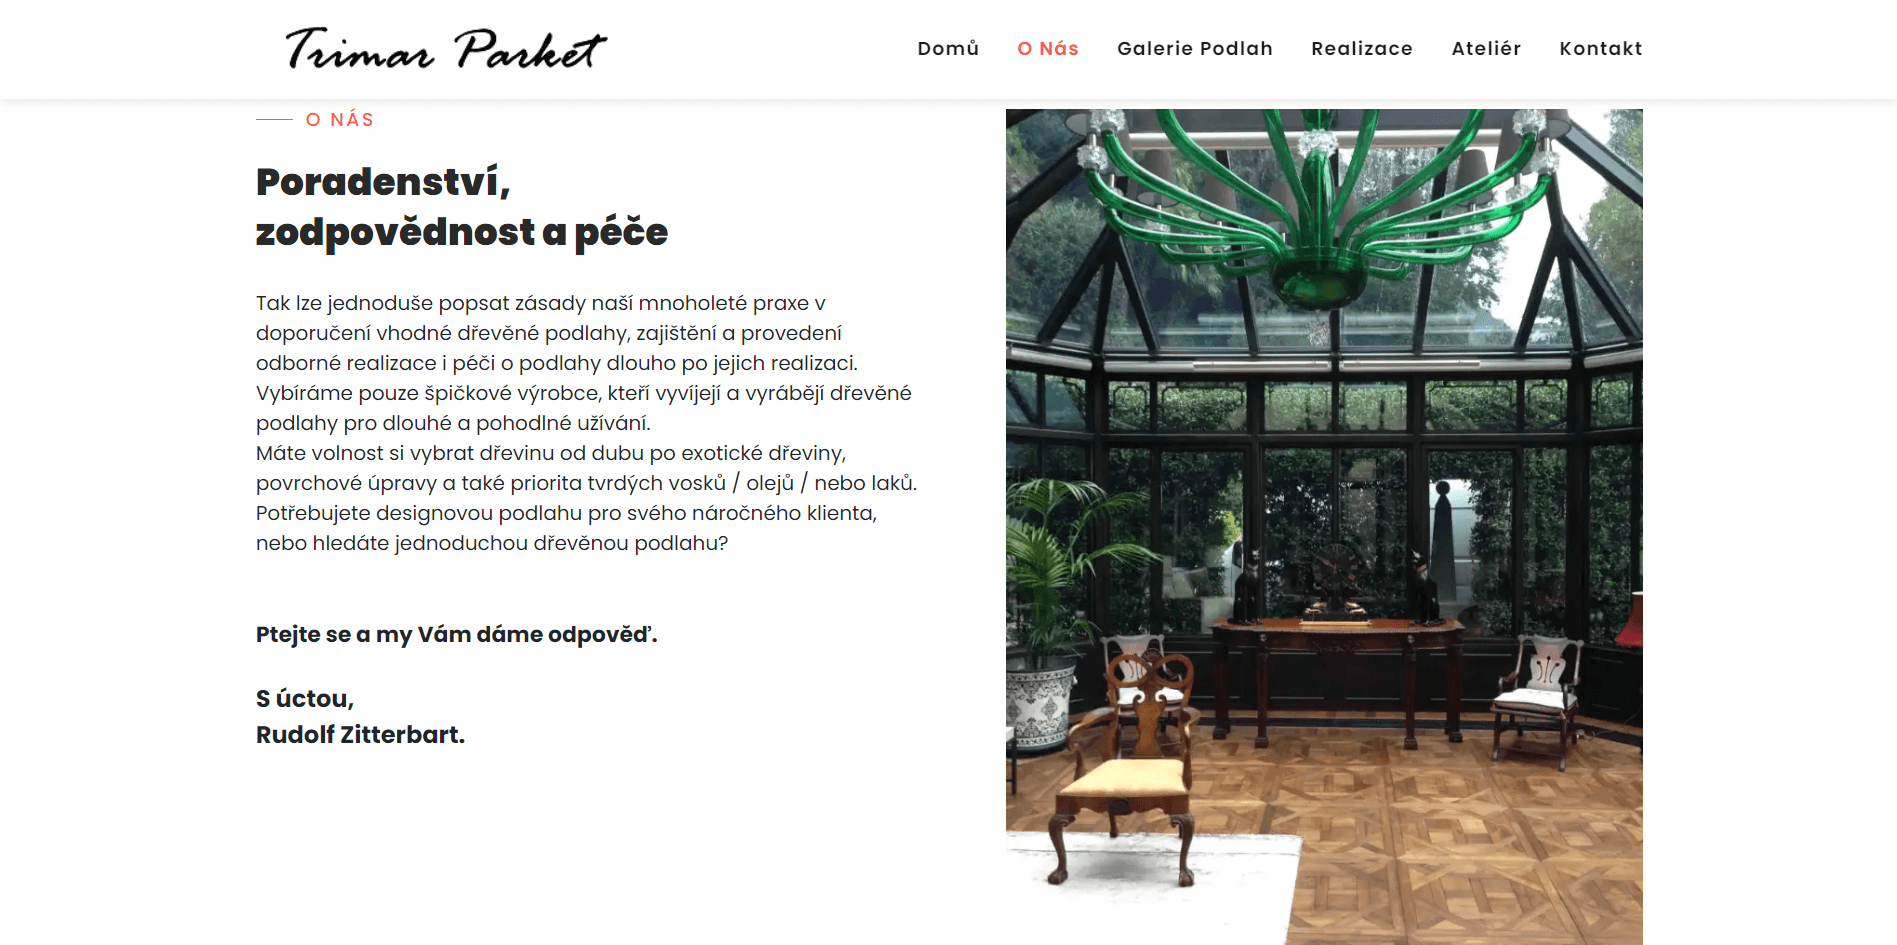 Trimar Parket
Domů
O Nás
Galerie Podlah
Realizace
Ateliér
Kontakt
O NÁS
Poradenství,
zodpovědnost a péče
Tak lze jednoduše popsat zásady naší mnoholeté praxe v
doporučení vhodné dřevěné podlahy, zajištění a provedení
odborné realizace i péči o podlahy dlouho po jejich realizaci.
Vybíráme pouze špičkové výrobce, kteří vyvíjejí a vyrábějí dřevěné
podlahy pro dlouhé a pohodlné užívání.
Máte volnost si vybrat dřevinu od dubu po exotické dřeviny,
povrchové úpravy a také priorita tvrdých vosků / olejů / nebo laků.
Potřebujete designovou podlahu pro svého náročného klienta,
nebo hledáte jednoduchou dřevěnou podlahu?
Ptejte se a my Vám dáme odpověď.
S úctou,
Rudolf Zitterbart.